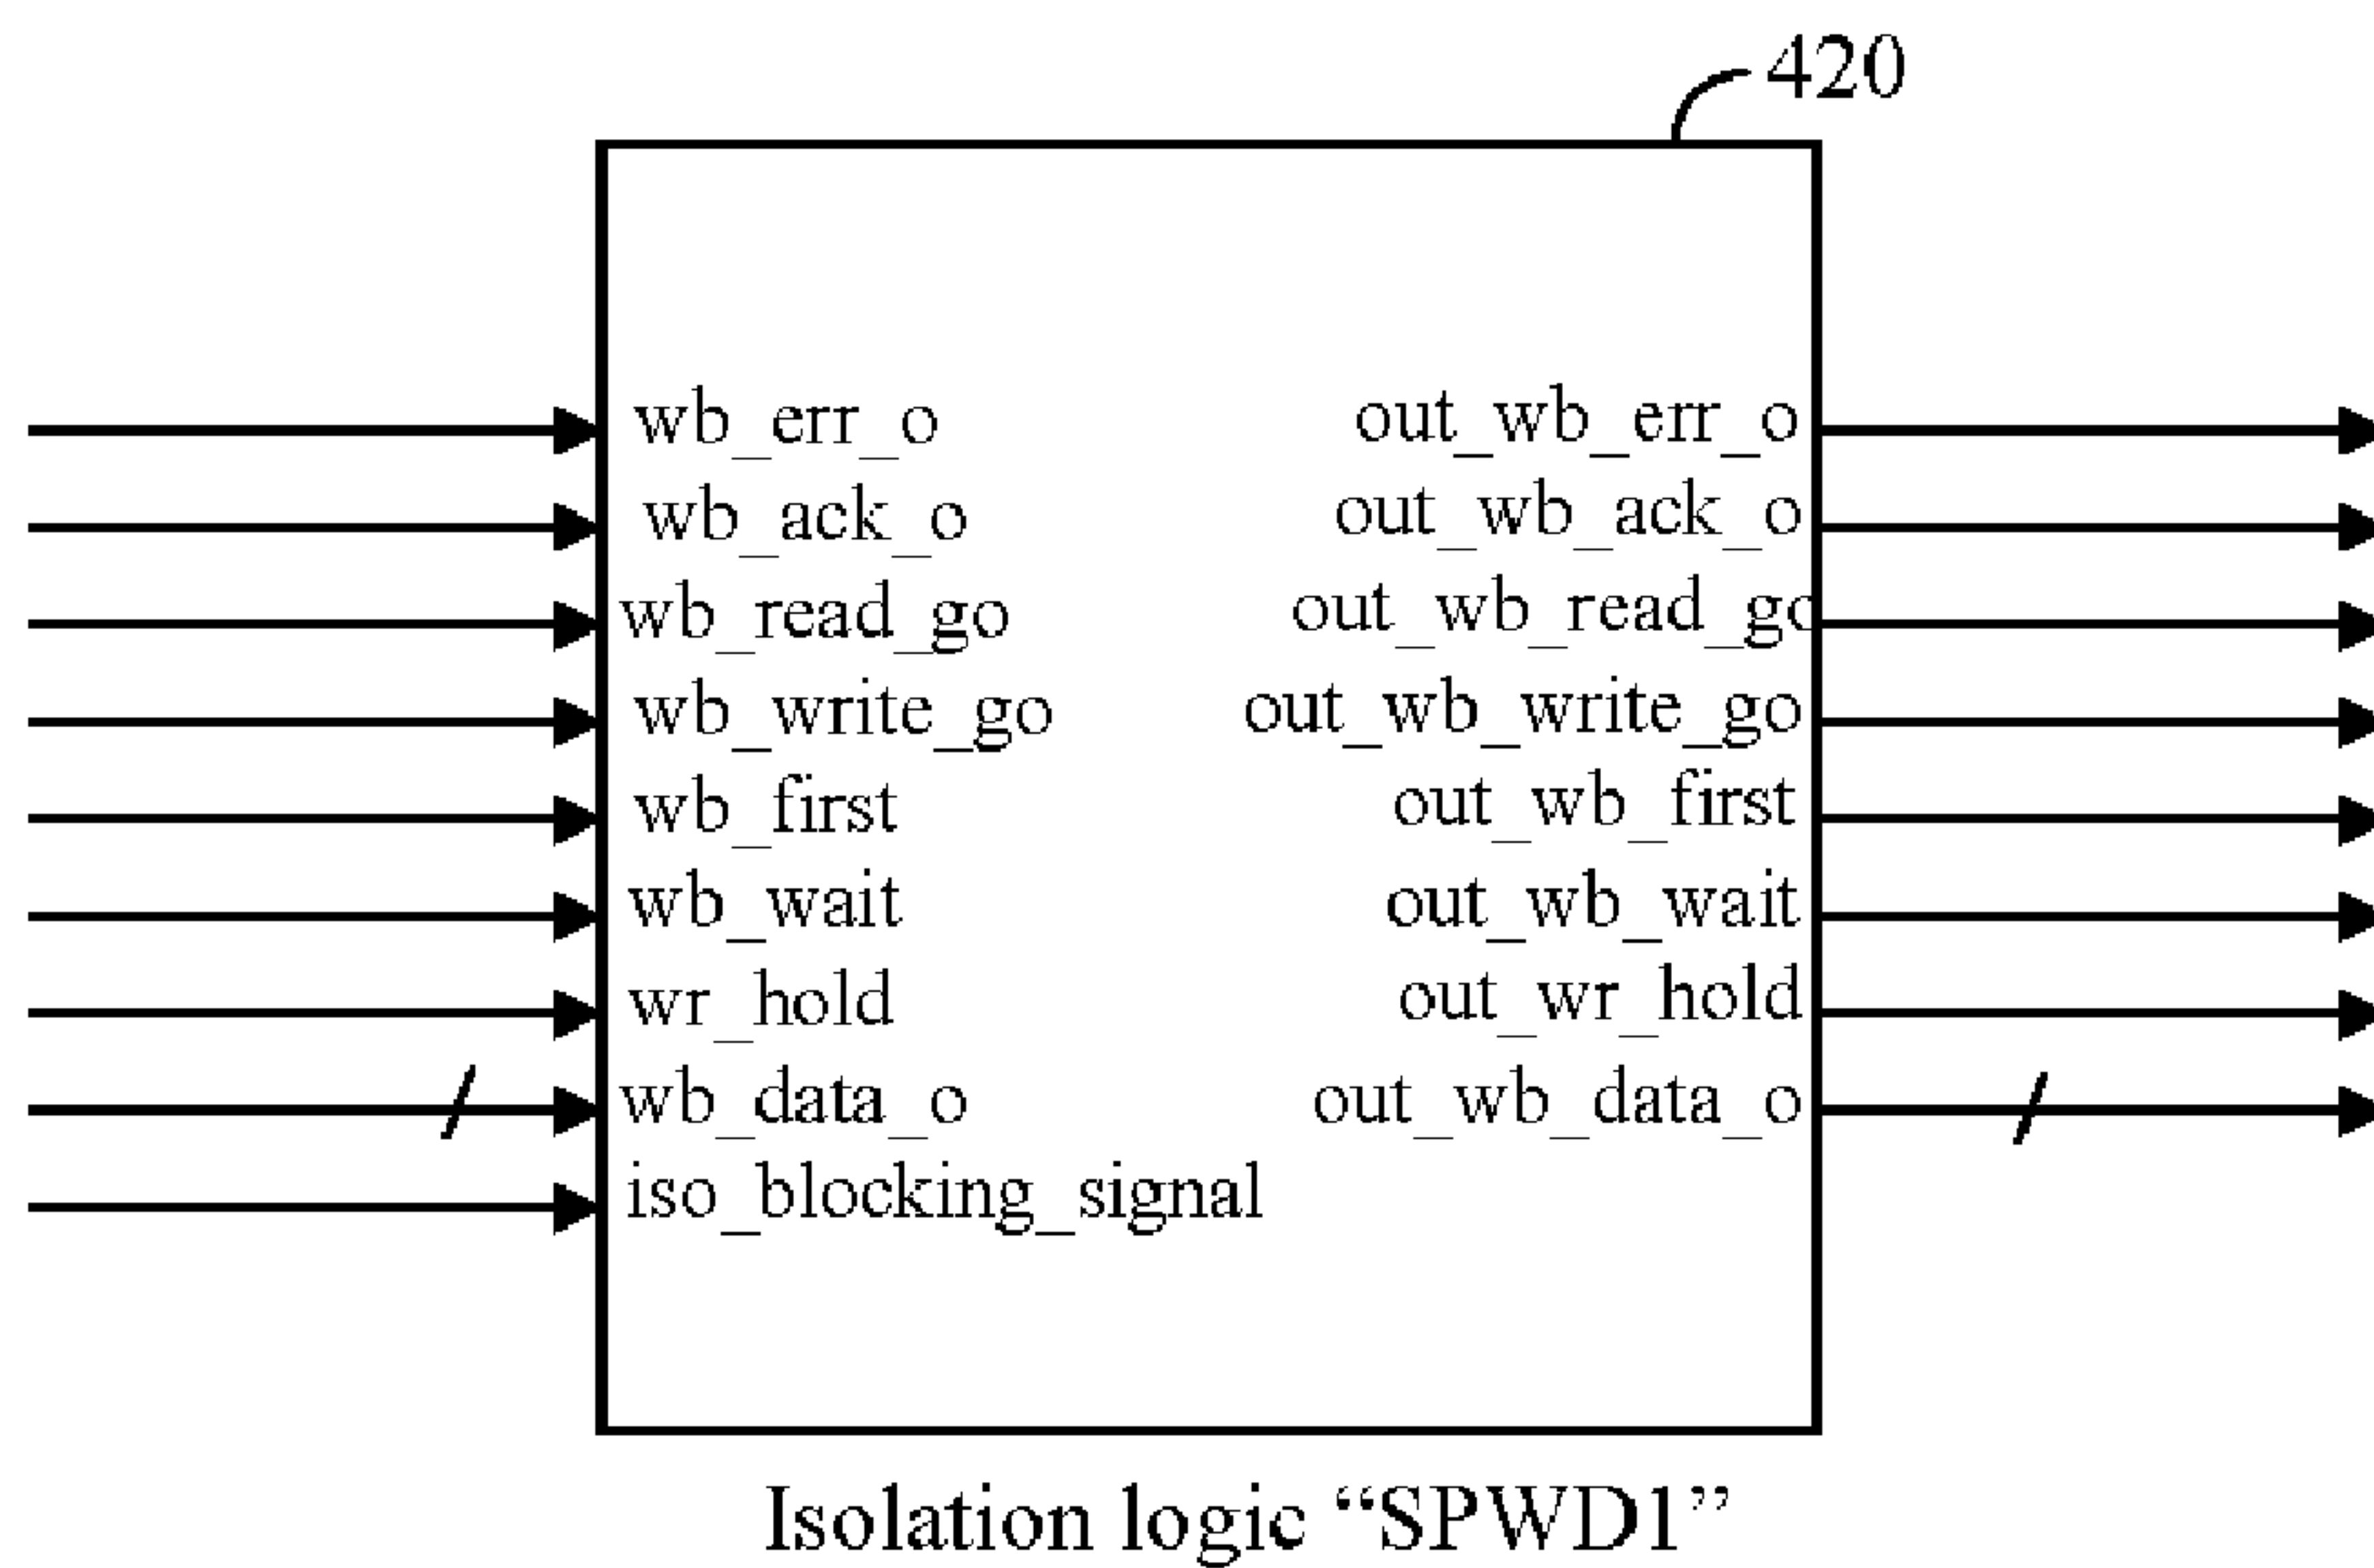 420
wb_err_o out_wb_err_o
wb_ack_o out_wb_ack_o
wb_read_go out_wb_read_go
wb_write_go out_wb_write_go
wb_first out_wb_first
wb_wait out_wb_wait
wr_hold out_wr_hold
wb_data_o out_wb_data_o
iso_blocking_signal
Isolation logic “SPWD1”